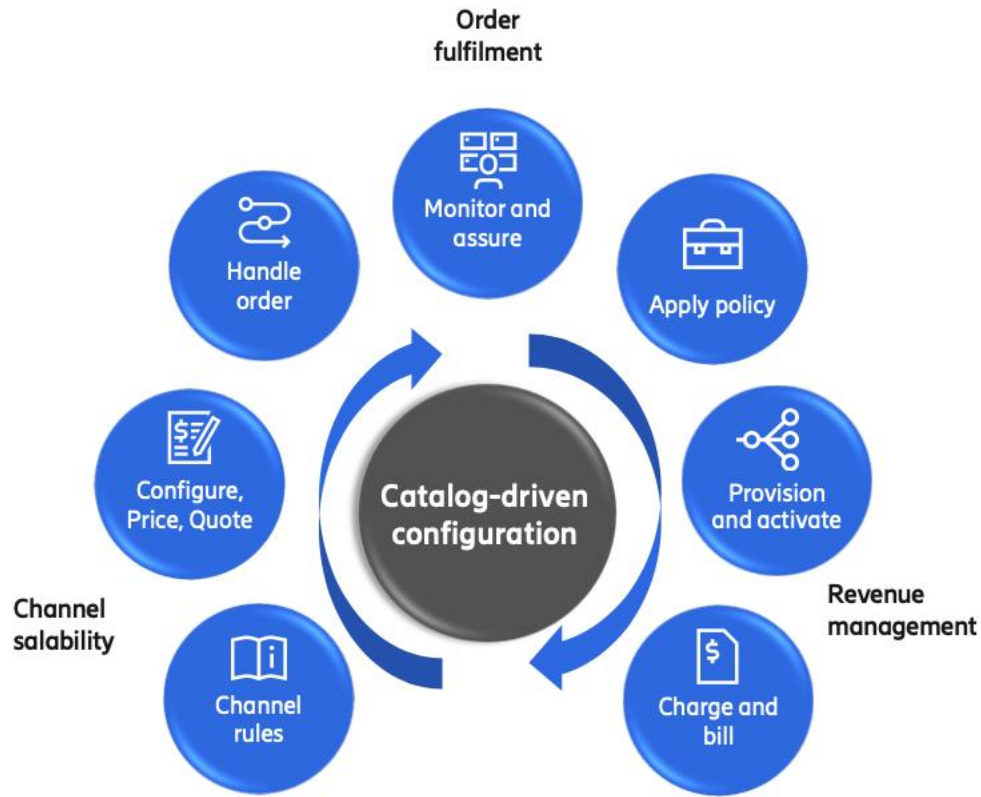 Order
fulfilment
Monitor and
assure
Handle
order
Apply policy
$
Configure,
Price, Quote
Catalog-driven
configuration
Provision
and activate
Channel
salability
Revenue
management
i
Channel
rules
$
Charge and
bill